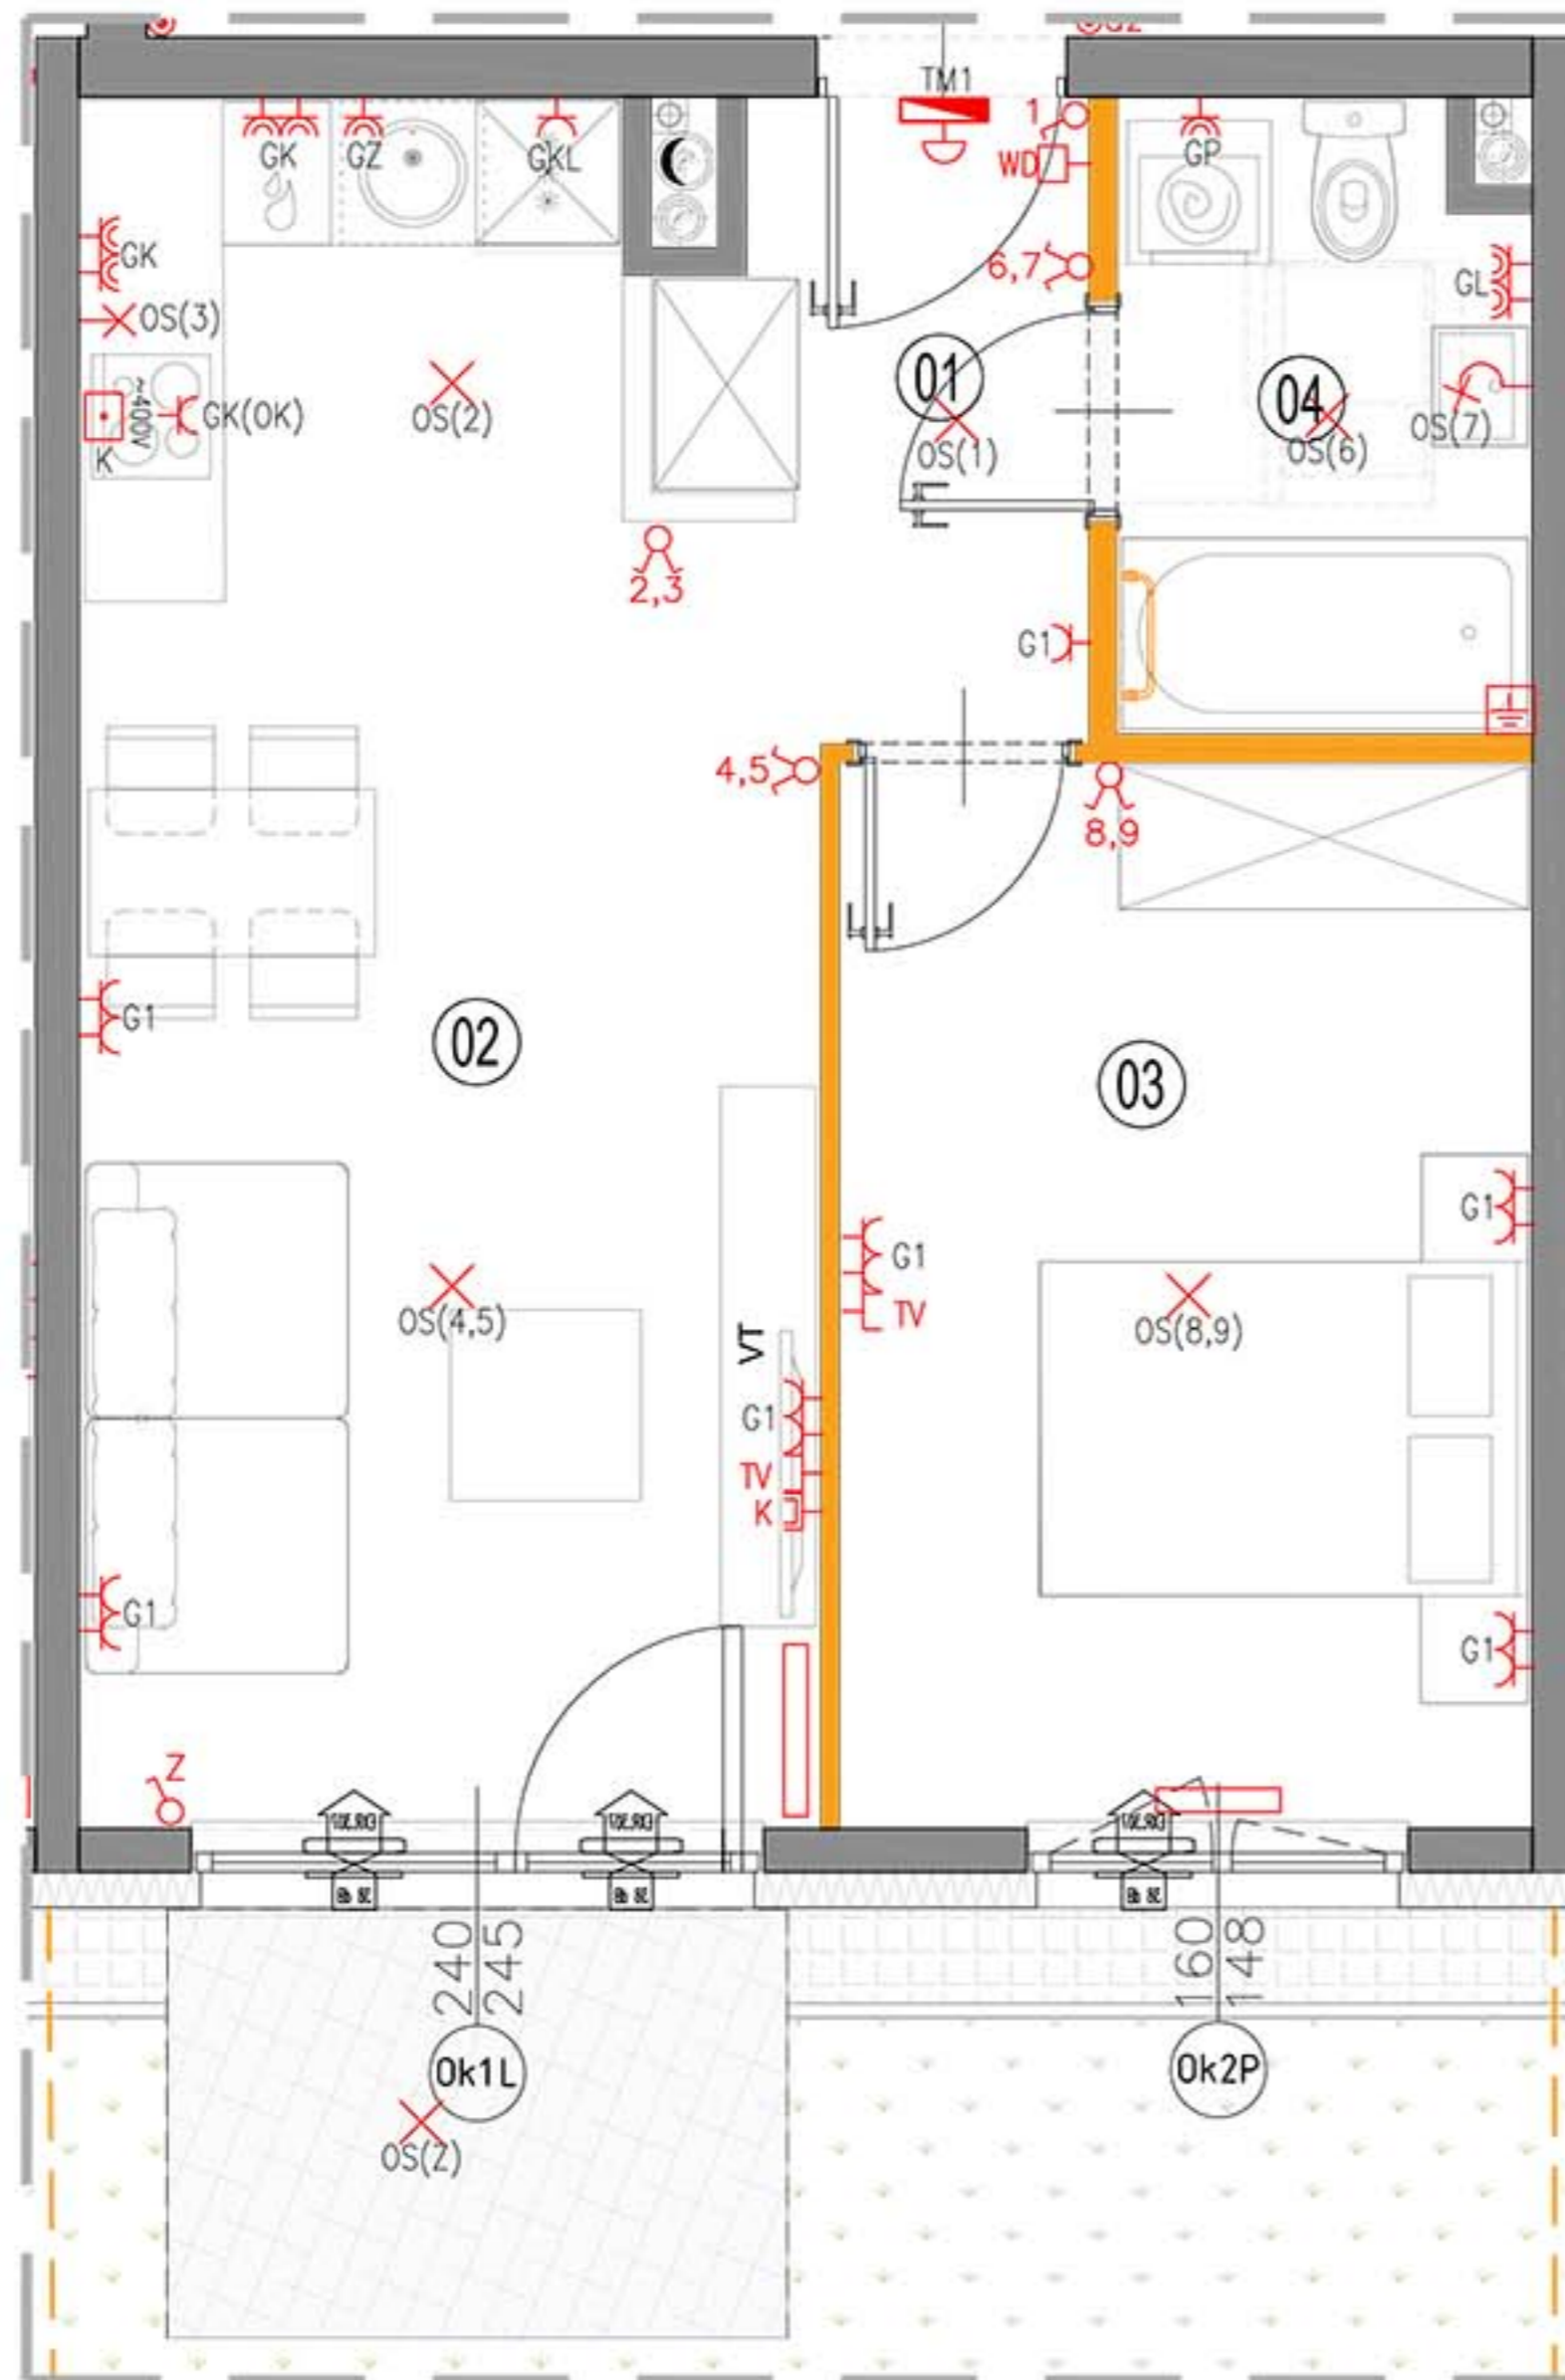 TM1
1
GK
GZ
GKL
WD
GP
GK
6,7
GL
OS(3)
01
04
~400V
GK(OK)
OS(2)
OS(1)
OS(6)
OS(7)
K
2,3
G1
4,5
8,9
G1
02
03
G1
G1
TV
OS(4,5)
OS(8,9)
VT
G1
TV
K
G1
G1
Z
240
245
160
148
Ok1L
Ok2P
OS(Z)